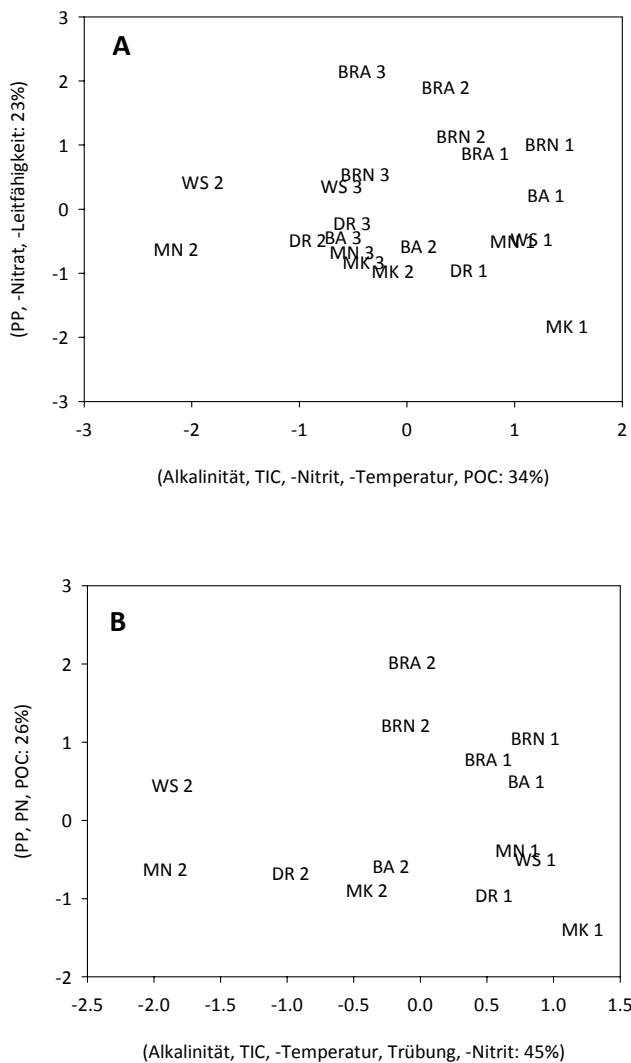 A
3
2
1
0
-1
-2
-3
(PP, -Nitrat, -Leitfähigkeit: 23%)
BRA 3
BRA 2
BRN 2
BRN 1
BRA 1
BRN 3
WS 2
WS 3
BA 1
DR 3
DR 2
BA 3
MN 1
WS 1
MN 2
MN 3
BA 2
MK 3
MK 2
DR 1
MK 1
-3
-2
-1
0
1
2
(Alkalinität, TIC, -Nitrit, -Temperatur, POC: 34%)
B
3
2
1
0
-1
-2
(PP, PN, POC: 26%)
BRA 2
BRN 2
BRN 1
BRA 1
WS 2
BA 1
MN 1
WS 1
MN 2
DR 2
BA 2
MK 2
DR 1
MK 1
-2.5
-2.0
-1.5
-1.0
-0.5
0.0
0.5
1.0
1.5
(Alkalinität, TIC, -Temperatur, Trübung, -Nitrit: 45%)